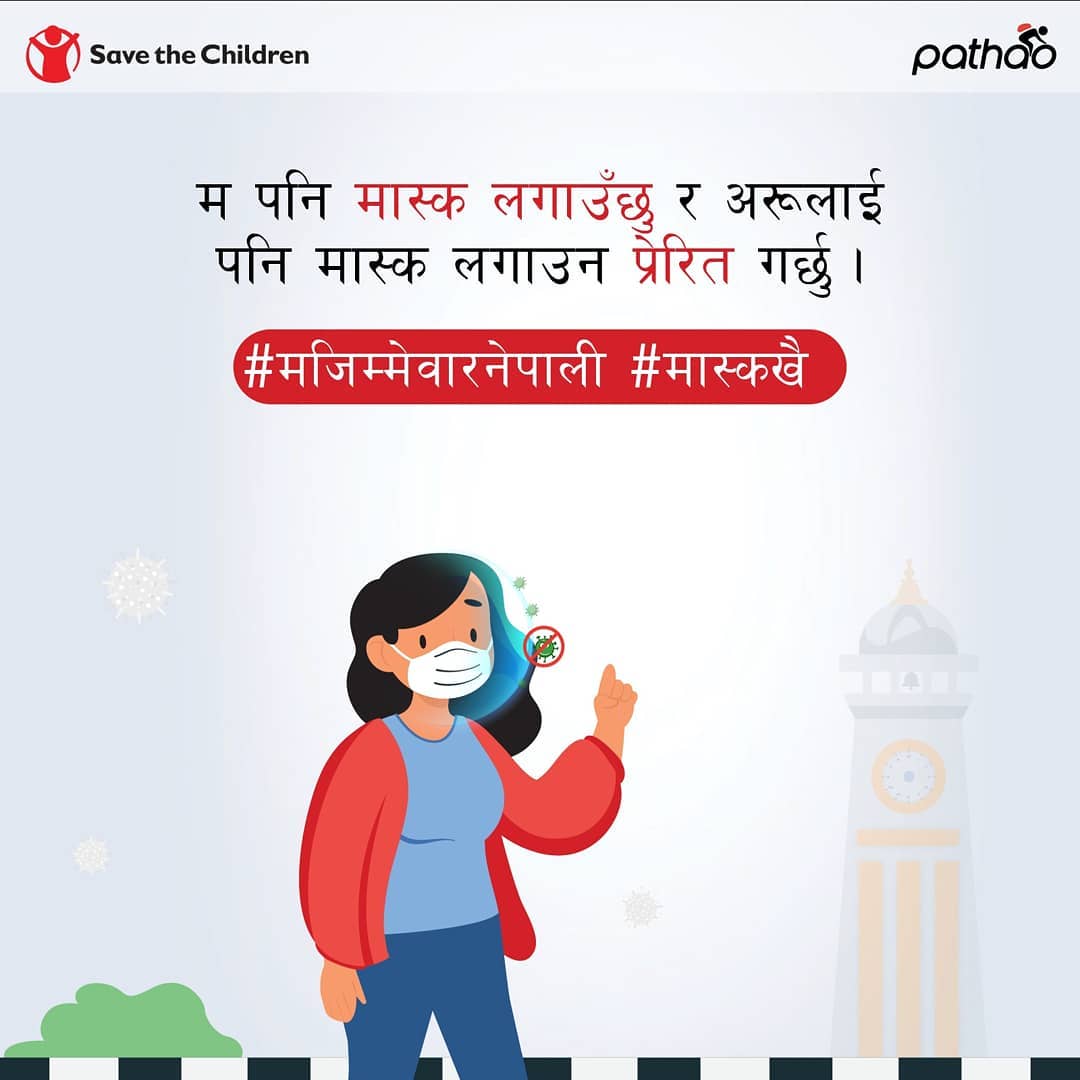 Save the Children
pathao
म पनि मास्क लगाउँछु र अरूलाई
पनि मास्क लगाउन प्रेरित गर्छु ।
#मजिम्मेवारनेपाली #मास्कखै